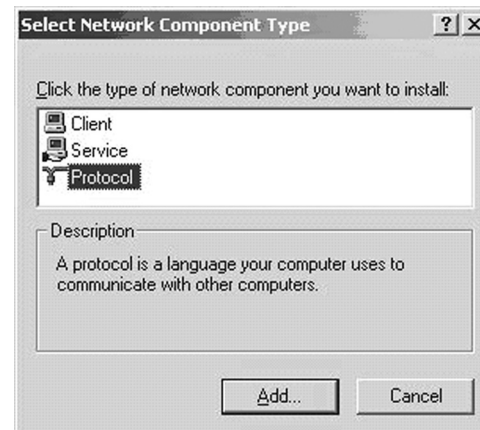 Select Network Component Type
Click the type of network component you want to install:
Client
Service
Protocol
Description
A protocol is a language your computer uses to
communicate with other computers.
Add...
Cancel